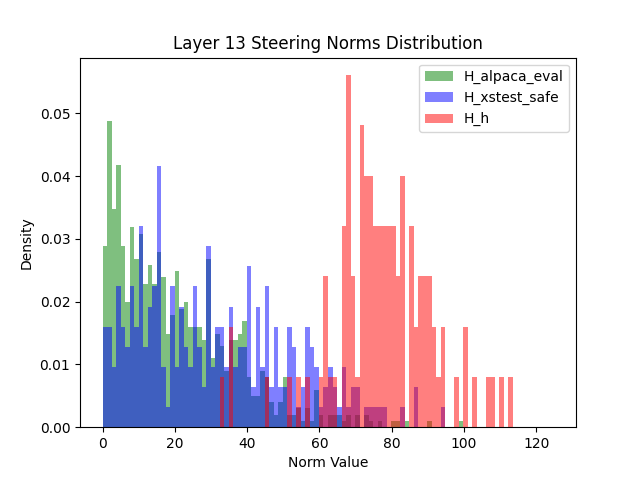 Layer 13 Steering Norms Distribution
H_alpaca_eval
H_xstest_safe
H_h
Density
0.05
0.04
0.03
0.02
0.01
0.00
0
20
40
60
80
100
120
Norm Value